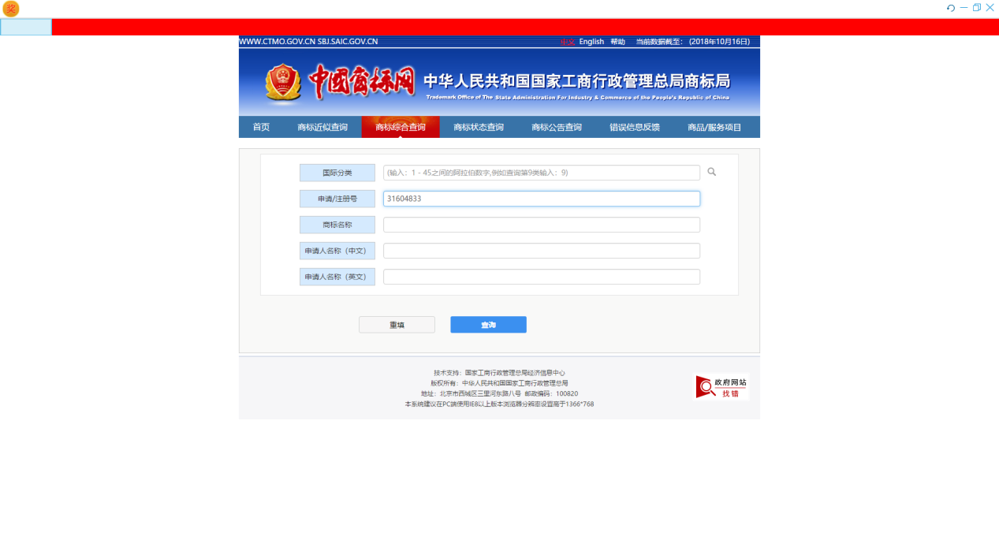 奖
WWW.CTMO.GOV.CN SBJ.SAIC.GOV.CN 中文 English 帮助 当前数据截至: (2018年10月16日)
中国商标网 中华人民共和国国家工商行政管理总局商标局
Trademark Office of The State Administration For Industry & Commerce of the People's Republic of China
首页 商标近似查询 商标综合查询 商标状态查询 商标公告查询 错误信息反馈 商品/服务项目
国际分类 (输入: 1 - 45之间的阿拉伯数字,例如查询第9类输入: 9)
申请/注册号 31604833
商标名称
申请人名称（中文）
申请人名称（英文）
重填 查询
技术支持: 国家工商行政管理总局经济信息中心
版权所有: 中华人民共和国国家工商行政管理总局
地址: 北京市西城区三里河东路八号 邮政编码: 100820
本系统建议在PC端使用IE8以上版本浏览器分辨率设置高于1366*768
政府网站
找错